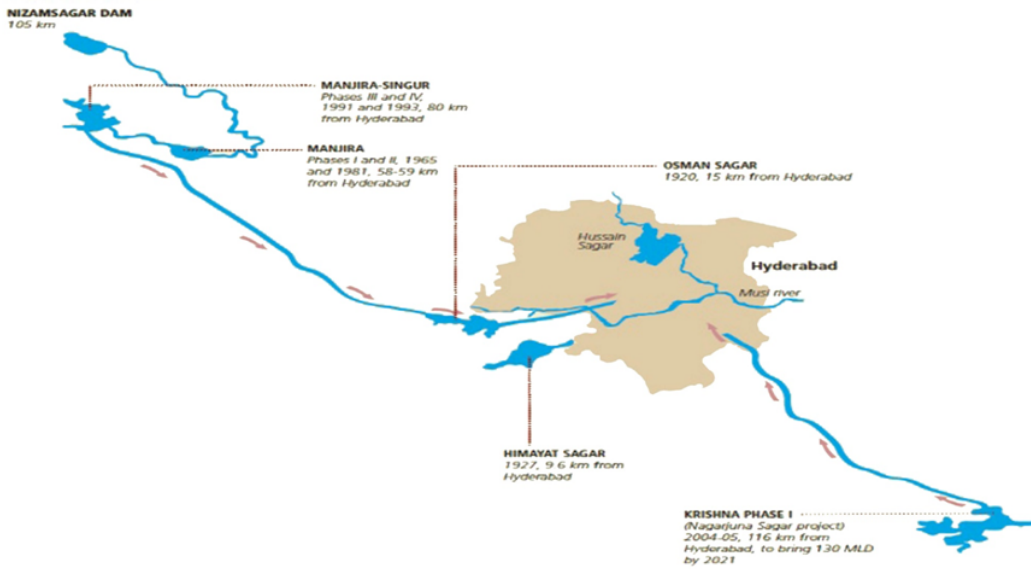 NIZAMSAGAR DAM
105 km
MANJIRA-SINGUR
Phases III and IV,
1991 and 1993, 80 km
from Hyderabad
MANJIRA
Phases I and II, 1965
and 1981, 58-59 km
from Hyderabad
OSMAN SAGAR
1920, 15 km from Hyderabad
Hussain
Sagar
Hyderabad
Musi river
HIMAYAT SAGAR
1927, 9.6 km from
Hyderabad
KRISHNA PHASE I
(Nagarjuna Sagar project)
2004-05, 116 km from
Hyderabad, to bring 130 MLD
by 2021